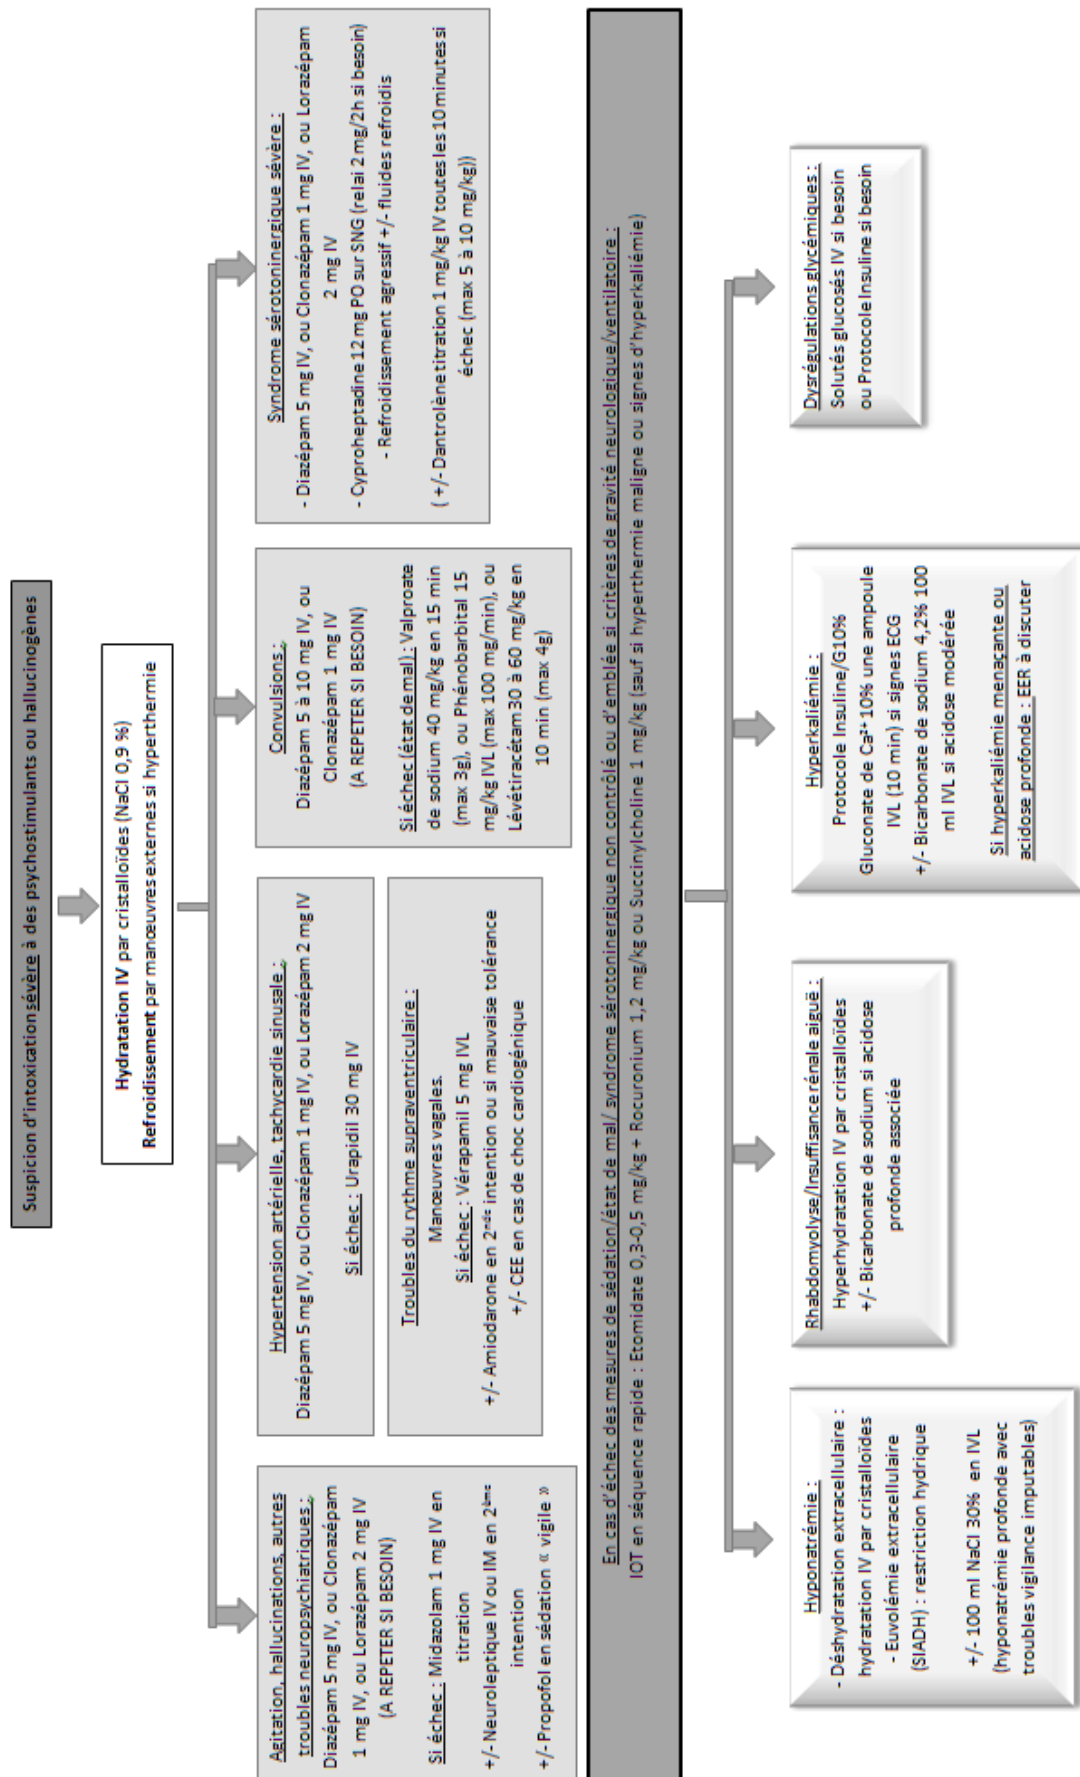 Suspicion d'intoxication sévère à des psychostimulants ou hallucinogènes
Hydratation IV par cristalloïdes (NaCl 0,9 %)
Refroidissement par manœuvres externes si hyperthermie
Agitation, hallucinations, autres
troubles neuropsychiatriques :
Diazépam 5 mg IV, ou Clonazépam
1 mg IV, ou Lorazépam 2 mg IV
(A REPETER SI BESOIN)
Si échec : Midazolam 1 mg IV en
titration
+/- Neuroleptique IV ou IM en 2ème
intention
+/- Propofol en sédation « vigile »
Hypertension artérielle, tachycardie sinusale :
Diazépam 5 mg IV, ou Clonazépam 1 mg IV, ou Lorazépam 2 mg IV
Si échec : Urapidil 30 mg IV
Troubles du rythme supraventriculaire :
Manœuvres vagales.
Si échec : Vérapamil 5 mg IVL
+/- Amiodarone en 2nde intention ou si mauvaise tolérance
+/- CEE en cas de choc cardiogénique
Convulsions :
Diazépam 5 à 10 mg IV, ou
Clonazépam 1 mg IV
(A REPETER SI BESOIN)
Si échec (état de mal) : Valproate
de sodium 40 mg/kg en 15 min
(max 3g), ou Phénobarbital 15
mg/kg IVL (max 100 mg/min), ou
Lévétiracétam 30 à 60 mg/kg en
10 min (max 4g)
Syndrome sérotoninergique sévère :
- Diazépam 5 mg IV, ou Clonazépam 1 mg IV, ou Lorazépam
2 mg IV
- Cyproheptadine 12 mg PO sur SNG (relai 2 mg/2h si besoin)
- Refroidissement agressif +/- fluides refroidis
( +/- Dantrolène titration 1 mg/kg IV toutes les 10 minutes si
échec (max 5 à 10 mg/kg))
En cas d'échec des mesures de sédation/état de mal/ syndrome sérotoninergique non contrôlé ou d'emblée si critères de gravité neurologique/ventilatoire :
IOT en séquence rapide : Etomidate 0,3-0,5 mg/kg + Rocuronium 1,2 mg/kg ou Succinylcholine 1 mg/kg (sauf si hyperthermie maligne ou signes d'hyperkaliémie)
Hyponatrémie :
- Déshydratation extracellulaire :
hydratation IV par cristalloïdes
- Euvolémie extracellulaire
(SIADH) : restriction hydrique
+/- 100 ml NaCl 30% en IVL
(hyponatrémie profonde avec
troubles vigilance imputables)
Rhabdomyolyse/Insuffisance rénale aiguë :
Hyperhydratation IV par cristalloïdes
+/- Bicarbonate de sodium si acidose
profonde associée
Hyperkaliémie :
Protocole Insuline/G10%
Gluconate de Ca²⁺ 10% une ampoule
IVL (10 min) si signes ECG
+/- Bicarbonate de sodium 4,2% 100
ml IVL si acidose modérée
Si hyperkaliémie menaçante ou
acidose profonde : EER à discuter
Dysrégulations glycémiques :
Solutés glucosés IV si besoin
ou Protocole Insuline si besoin